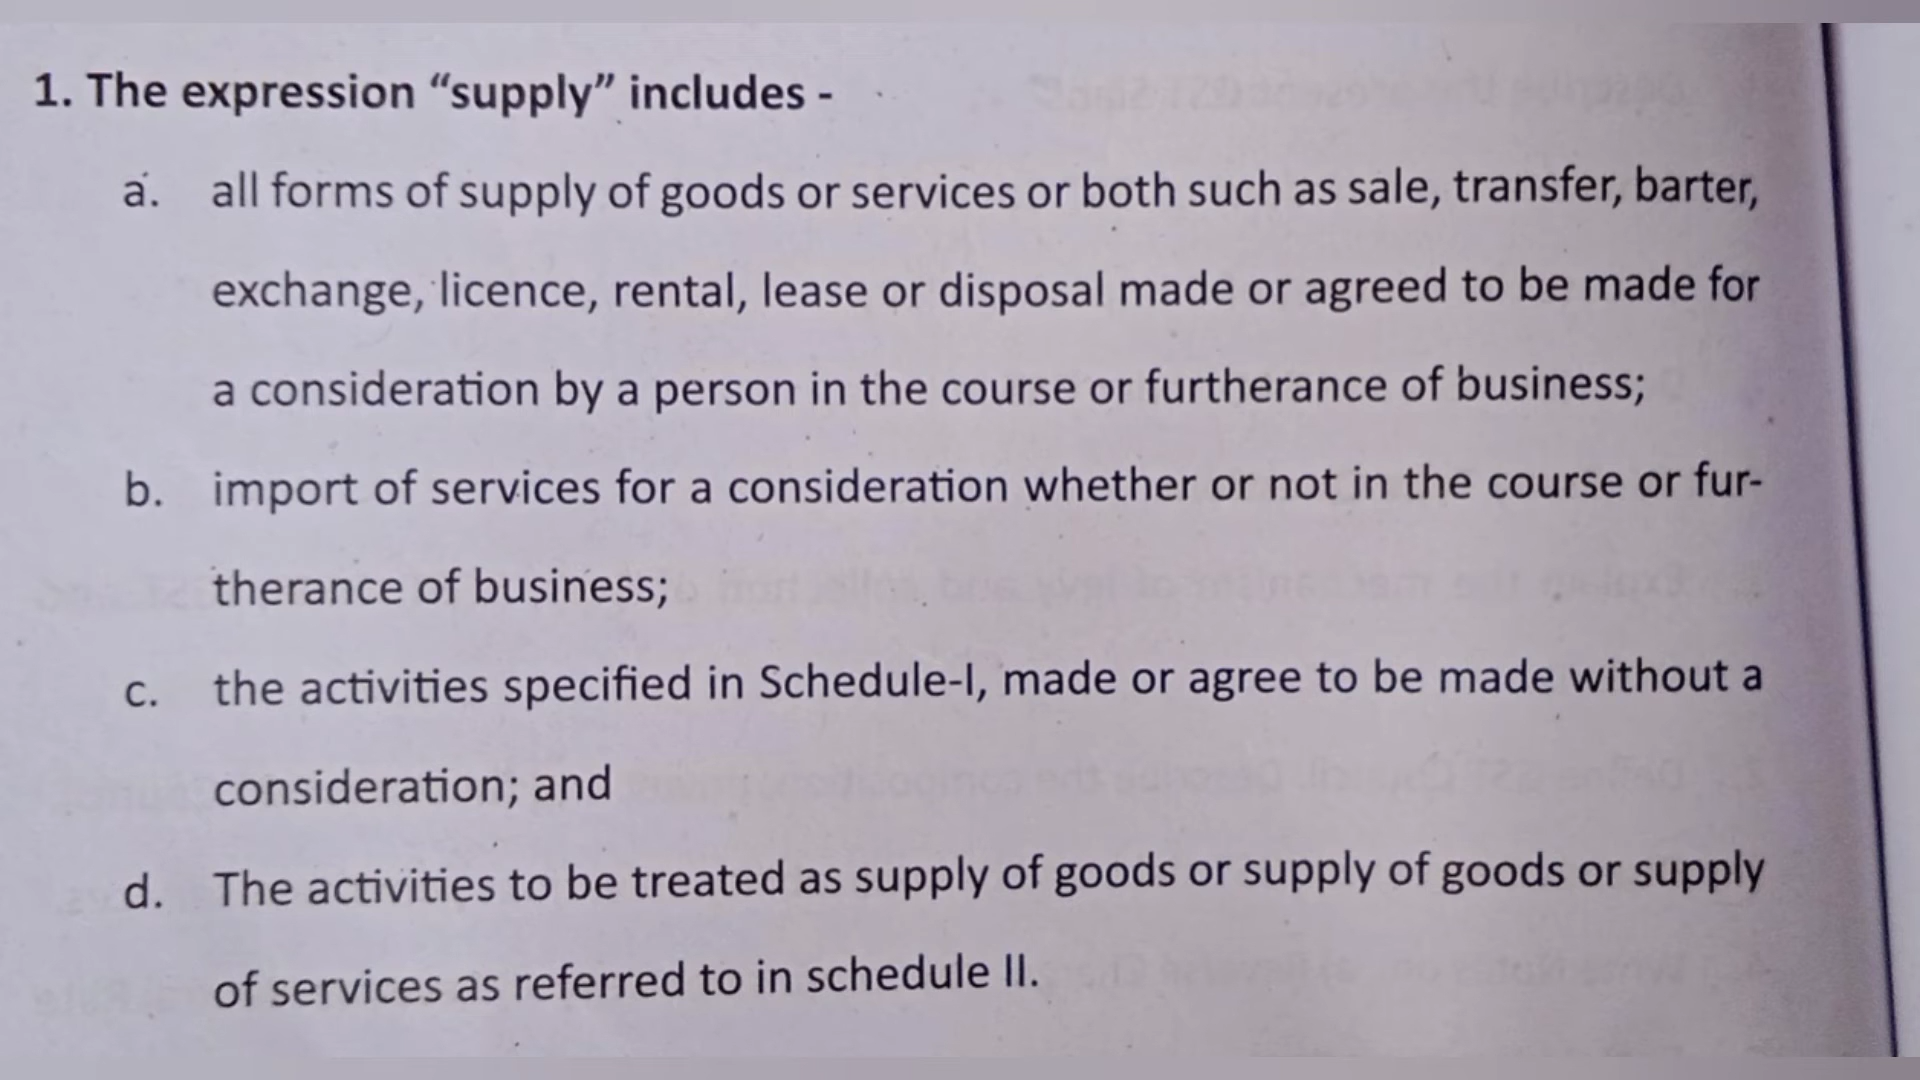 1. The expression “supply” includes -
a. all forms of supply of goods or services or both such as sale, transfer, barter,
exchange, licence, rental, lease or disposal made or agreed to be made for
a consideration by a person in the course or furtherance of business;
b. import of services for a consideration whether or not in the course or fur-
therance of business;
c. the activities specified in Schedule-I, made or agree to be made without a
consideration; and
d. The activities to be treated as supply of goods or supply of goods or supply
of services as referred to in schedule II.